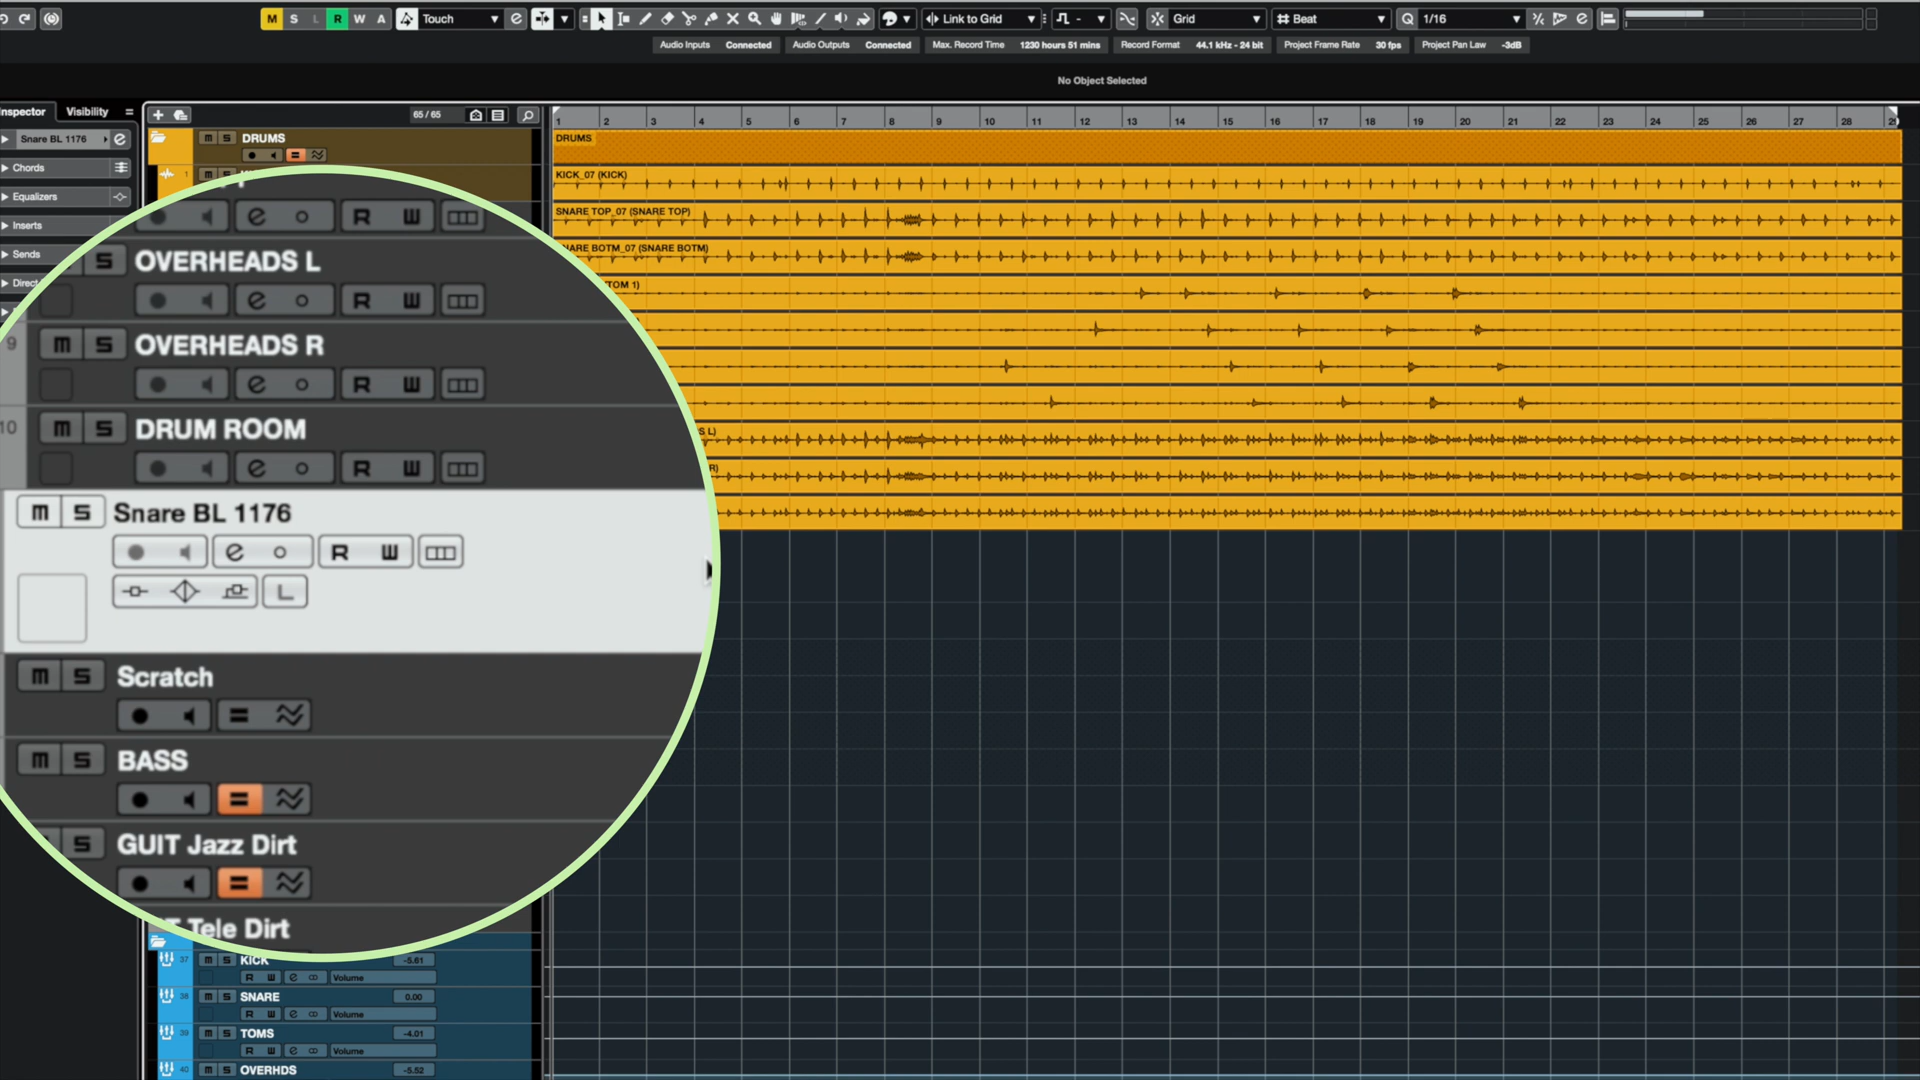 M S L R W A Touch Link to Grid Grid Beat Q 1/16
Audio Inputs Connected Audio Outputs Connected Max. Record Time 1230 hours 51 mins Record Format 44.1 kHz - 24 bit Project Frame Rate 30 fps Project Pan Law -3dB
No Object Selected
Inspector Visibility 65 / 65
1 2 3 4 5 6 7 8 9 10 11 12 13 14 15 16 17 18 19 20 21 22 23 24 25 26 27 28
Snare BL 1176
Chords
Equalizers
Inserts
Sends
Direct
M S DRUMS
DRUMS
1 M S
KICK_07 (KICK)
SNARE TOP_07 (SNARE TOP)
SNARE BOTM_07 (SNARE BOTM)
TOM 1)
S L)
R)
e R W
S OVERHEADS L
e R W
9 M S OVERHEADS R
e R W
10 M S DRUM ROOM
e R W
M S Snare BL 1176
e R W
L
M S Scratch
M S BASS
S GUIT Jazz Dirt
Tele Dirt
37 M S KICK -5.61
R W e Volume
38 M S SNARE 0.00
R W e Volume
39 M S TOMS -4.01
R W e Volume
40 M S OVERHDS -5.52